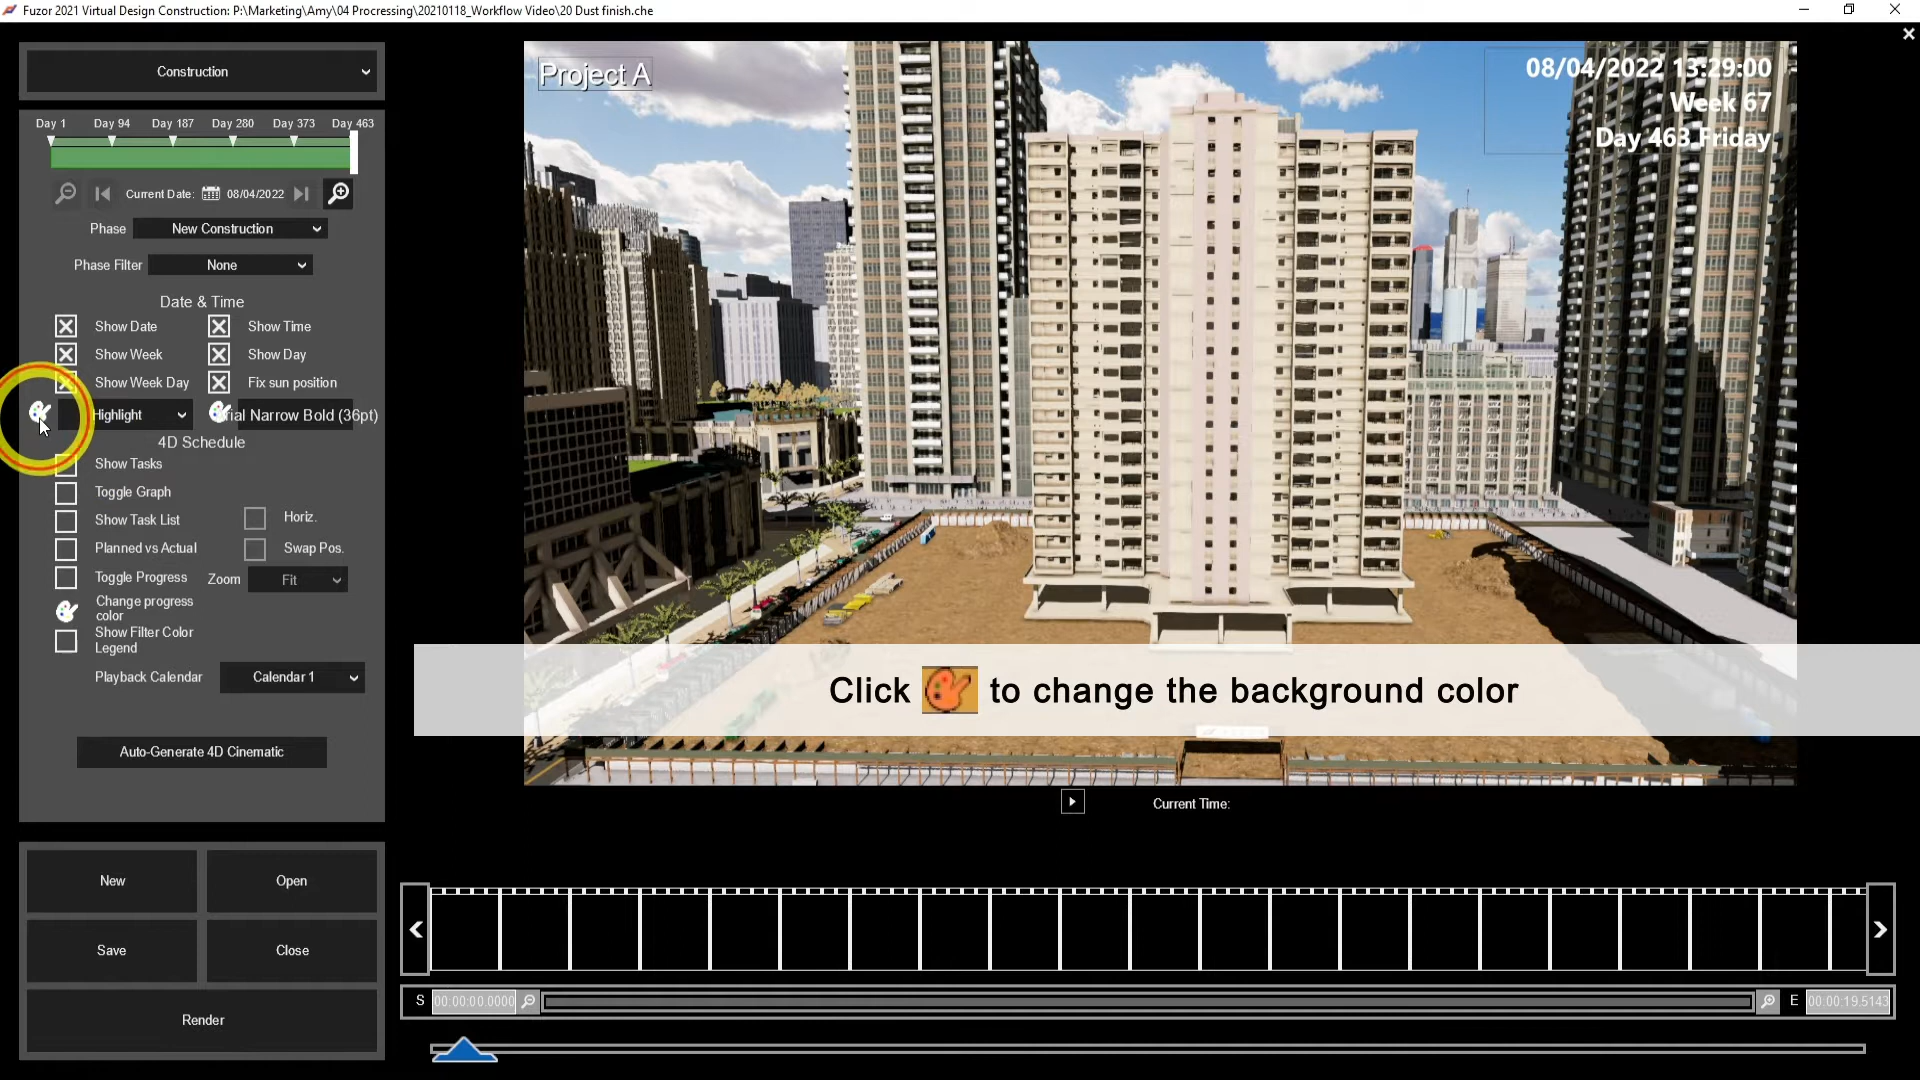 Fuzor 2021 Virtual Design Construction: P:\Marketing\Amy\04 Procressing\20210118_Workflow Video\20 Dust finish.che
Construction
Day 1 Day 94 Day 187 Day 280 Day 373 Day 463
Current Date: 08/04/2022
Phase New Construction
Phase Filter None
Date & Time
Show Date Show Time
Show Week Show Day
Show Week Day Fix sun position
Highlight rial Narrow Bold (36pt)
4D Schedule
Show Tasks
Toggle Graph
Show Task List Horiz.
Planned vs Actual Swap Pos.
Toggle Progress Zoom Fit
Change progress
color
Show Filter Color
Legend
Playback Calendar Calendar 1
Auto-Generate 4D Cinematic
New Open
Save Close
Render
Project A
08/04/2022 13:29:00
Week 67
Day 463 Friday
Click to change the background color
Current Time:
S 00:00:00.0000 E 00:00:19.5143